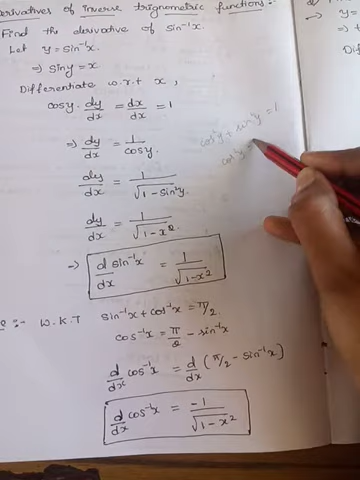 Derivatives of inverse trignometric functions:-
Find the derivative of sin⁻¹x.
Let y = sin⁻¹x
⇒ siny = x
Differentiate w.r.t x,
cosy. dy/dx = dx/dx = 1
⇒ dy/dx = 1/cosy.
dy/dx = 1/√(1-sin²y).
dy/dx = 1/√(1-x²).
⇒ d/dx sin⁻¹x = 1/√(1-x²)
cos²y + sin²y = 1
cos²y =
:- W.K.T sin⁻¹x + cos⁻¹x = π/2.
cos⁻¹x = π/2 - sin⁻¹x
d/dx cos⁻¹x = d/dx (π/2 - sin⁻¹x)
d/dx cos⁻¹x = -1/√(1-x²)